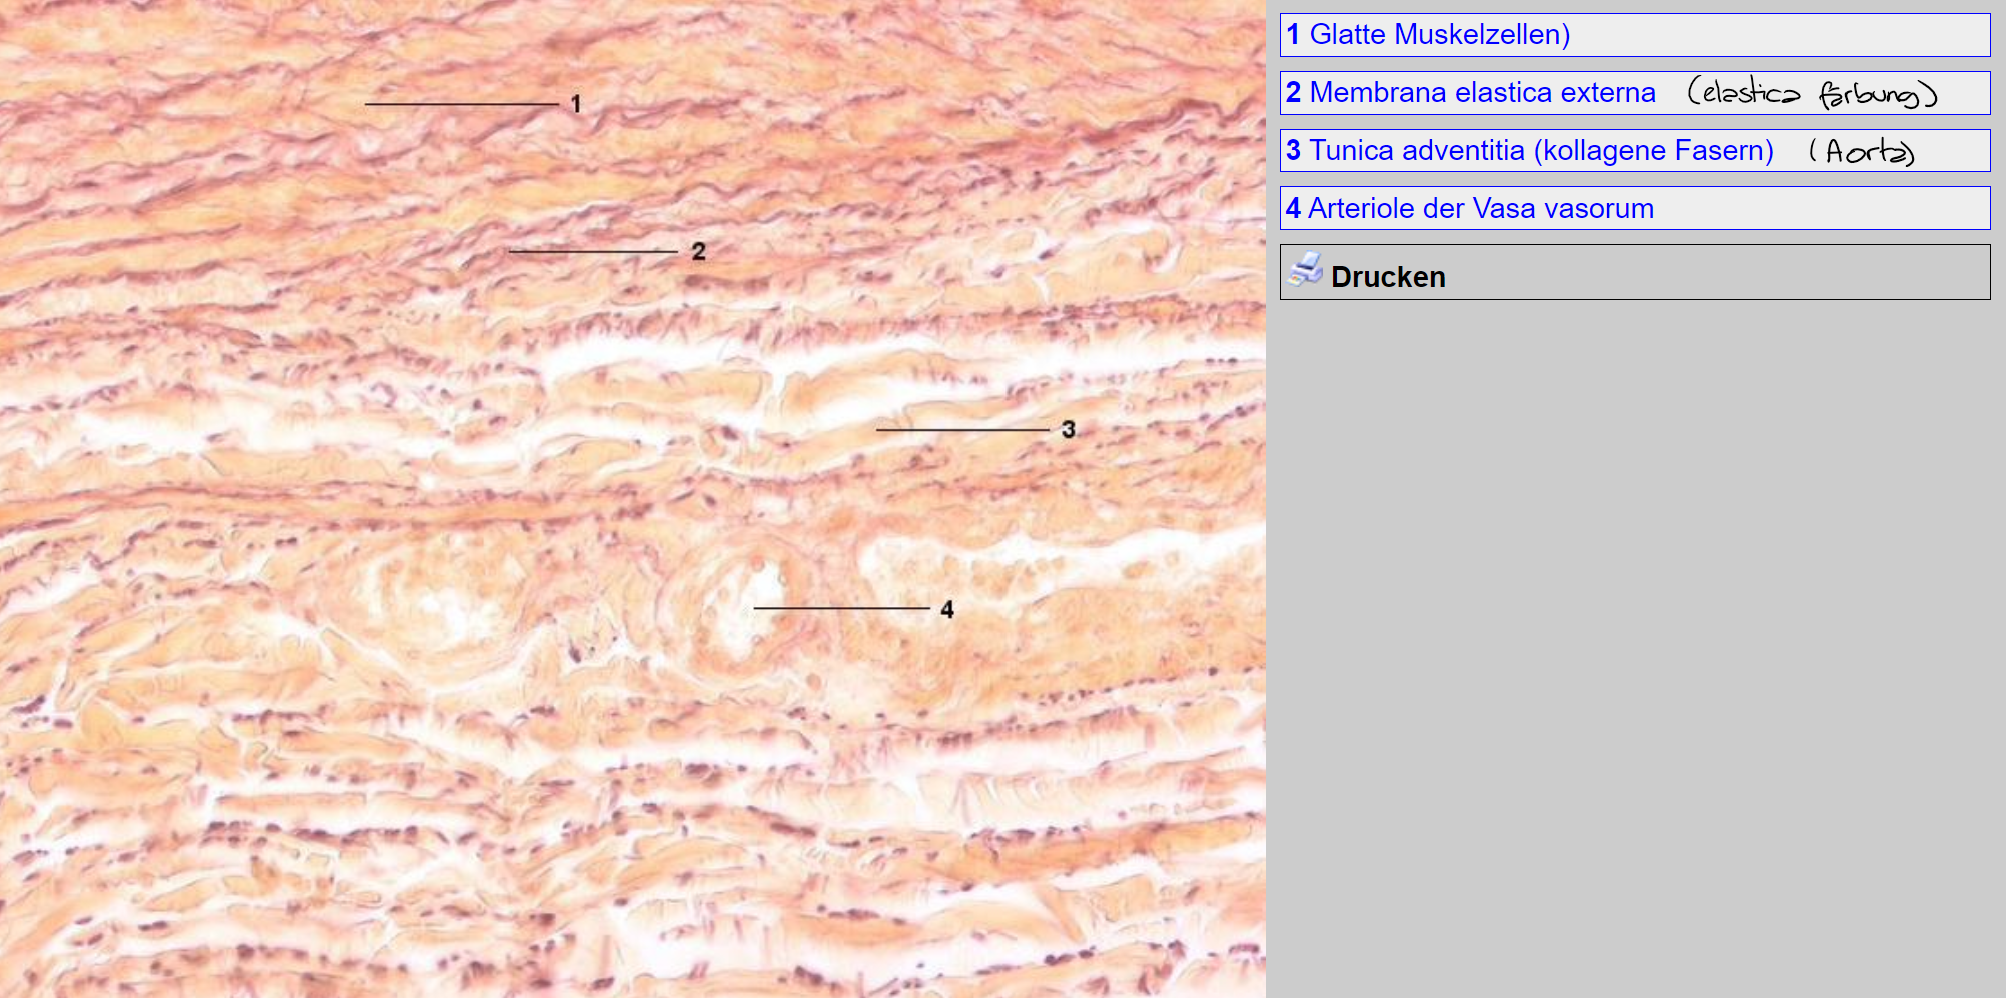 1
2
3
4
1 Glatte Muskelzellen)
2 Membrana elastica externa (elastica färbung)
3 Tunica adventitia (kollagene Fasern) (Aorta)
4 Arteriole der Vasa vasorum
Drucken